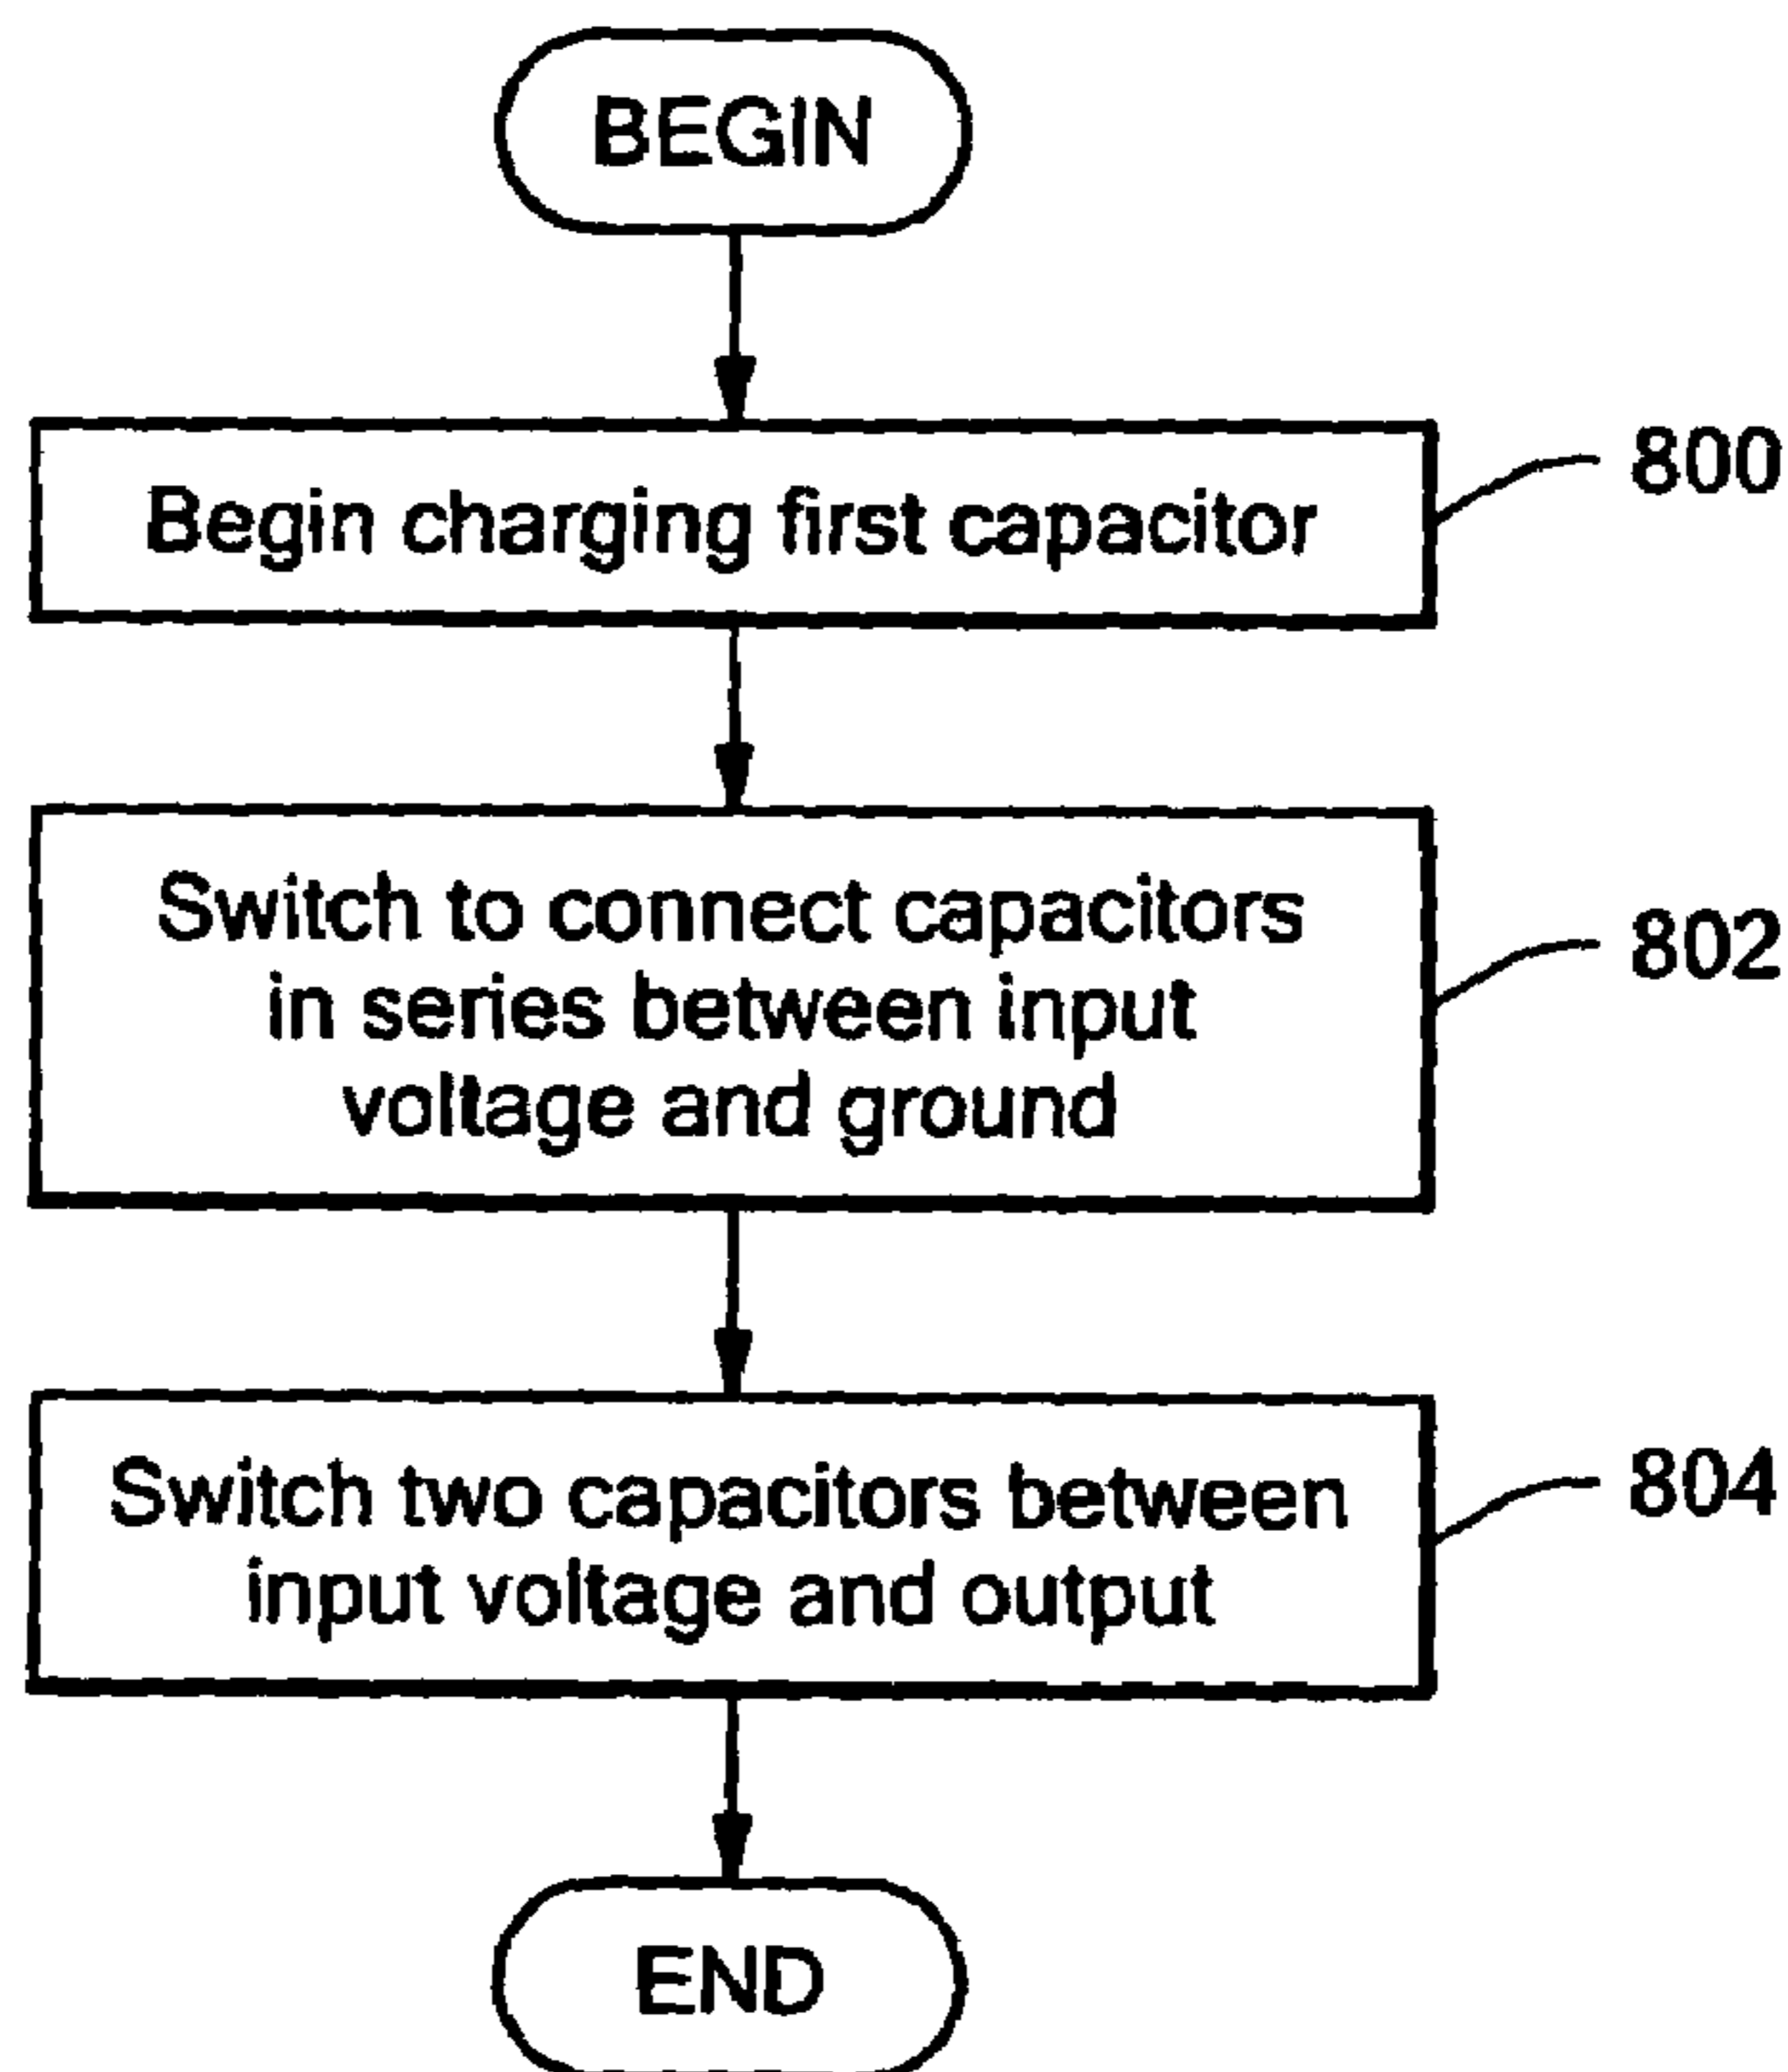 BEGIN
Begin charging first capacitor
800
Switch to connect capacitors
in series between input
voltage and ground
802
Switch two capacitors between
input voltage and output
804
END